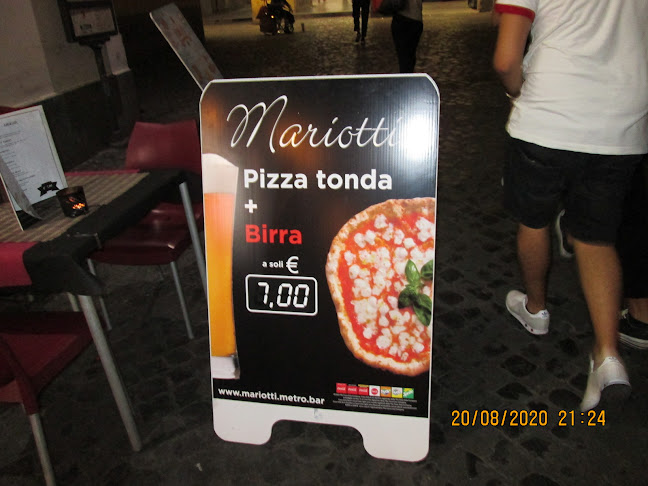 Mariotti
Pizza tonda
+
Birra
a soli €
7,00
www.mariotti.metro.bar
20/08/2020 21:24